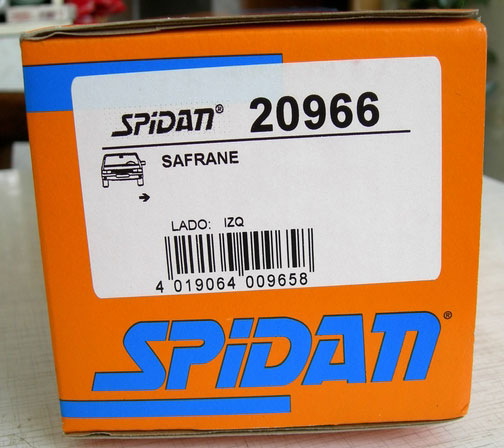 SPiDAN® 20966
SAFRANE
LADO: IZQ
4 019064 009658
SPiDAN®